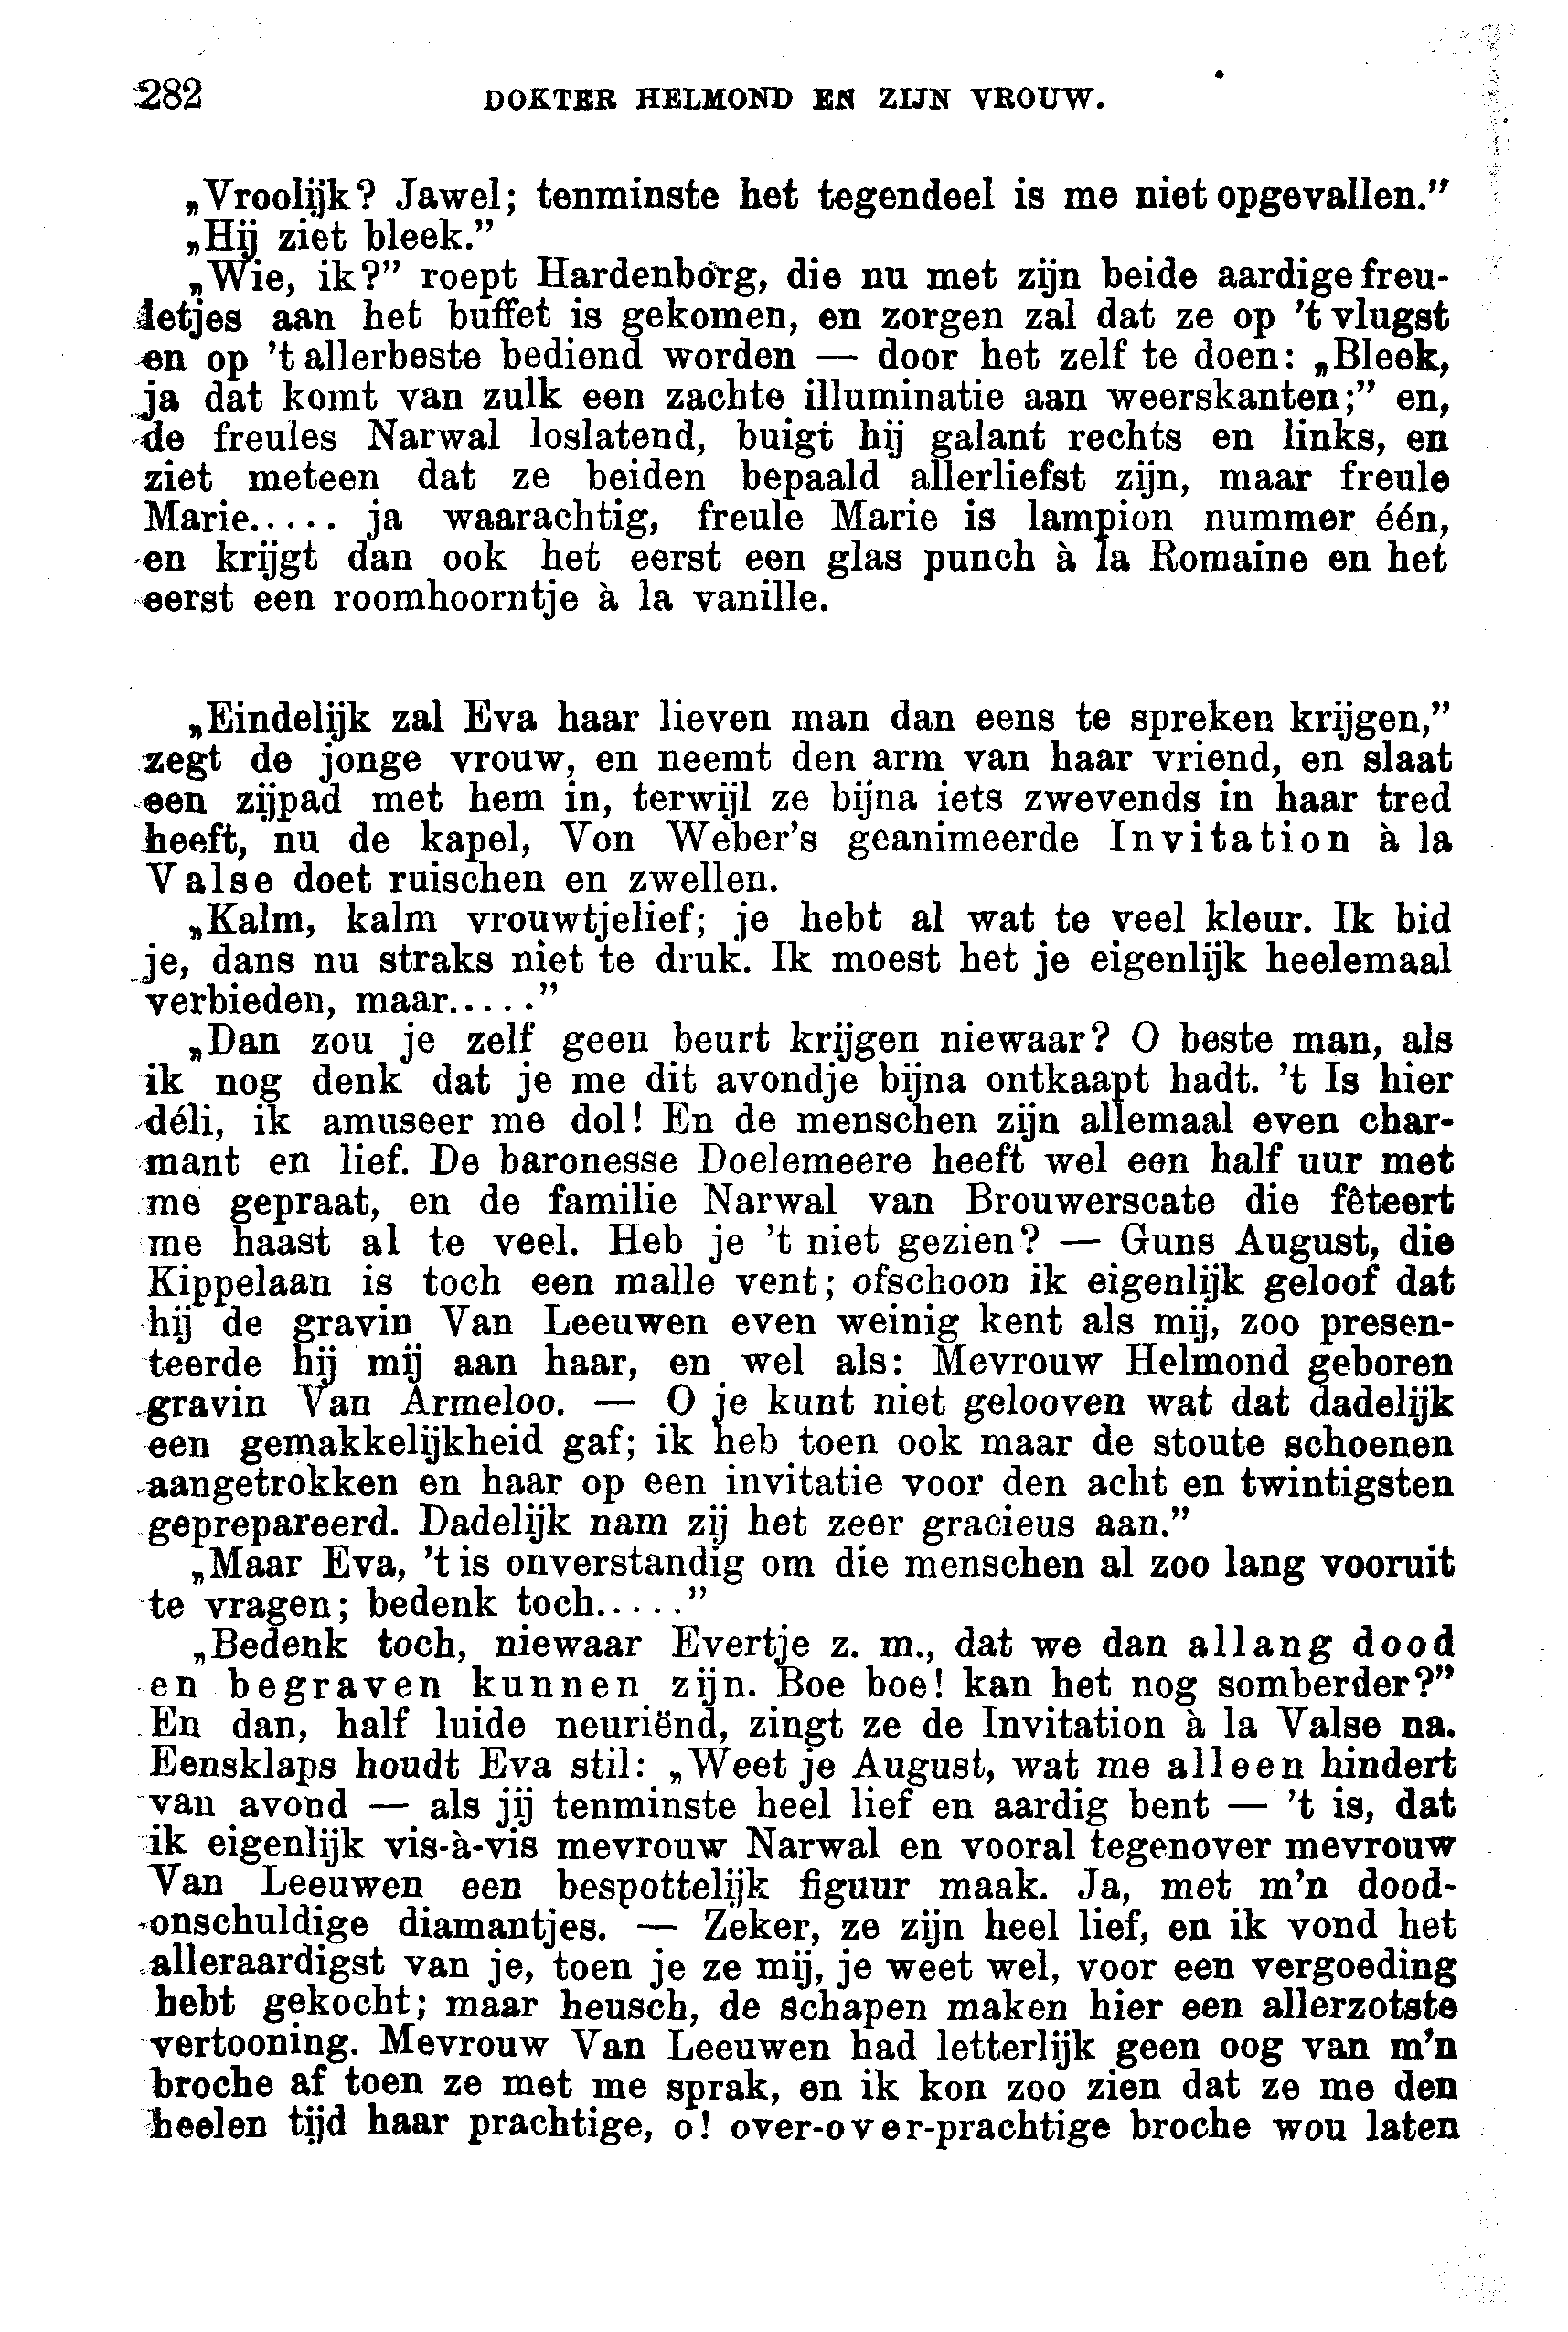 282 DOKTER HELMOND EN ZIJN VROUW.
„Vroolijk? Jawel; tenminste het tegendeel is me niet opgevallen."
„Hij ziet bleek."
„Wie, ik?" roept Hardenborg, die nu met zijn beide aardige freu-
letjes aan het buffet is gekomen, en zorgen zal dat ze op 't vlugst
en op 't allerbeste bediend worden — door het zelf te doen: „Bleek,
ja dat komt van zulk een zachte illuminatie aan weerskanten;" en,
de freules Narwal loslatend, buigt hij galant rechts en links, en
ziet meteen dat ze beiden bepaald allerliefst zijn, maar freule
Marie..... ja waarachtig, freule Marie is lampion nummer één,
en krijgt dan ook het eerst een glas punch à la Romaine en het
eerst een roomhoorntje à la vanille.
„Eindelijk zal Eva haar lieven man dan eens te spreken krijgen,"
zegt de jonge vrouw, en neemt den arm van haar vriend, en slaat
een zijpad met hem in, terwijl ze bijna iets zwevends in haar tred
heeft, nu de kapel, Von Weber's geanimeerde Invitation à la
Valse doet ruischen en zwellen.
„Kalm, kalm vrouwtjelief; je hebt al wat te veel kleur. Ik bid
je, dans nu straks niet te druk. Ik moest het je eigenlijk heelemaal
verbieden, maar....."
„Dan zou je zelf geen beurt krijgen niewaar? O beste man, als
ik nog denk dat je me dit avondje bijna ontkaapt hadt. 't Is hier
déli, ik amuseer me dol! En de menschen zijn allemaal even char-
mant en lief. De baronesse Doelemeere heeft wel een half uur met
me gepraat, en de familie Narwal van Brouwerscate die fêteert
me haast al te veel. Heb je 't niet gezien? — Guns August, die
Kippelaan is toch een malle vent; ofschoon ik eigenlijk geloof dat
hij de gravin Van Leeuwen even weinig kent als mij, zoo presen-
teerde hij mij aan haar, en wel als: Mevrouw Helmond geboren
gravin Van Armeloo. — O je kunt niet gelooven wat dat dadelijk
een gemakkelijkheid gaf; ik heb toen ook maar de stoute schoenen
aangetrokken en haar op een invitatie voor den acht en twintigsten
geprepareerd. Dadelijk nam zij het zeer gracieus aan."
„Maar Eva, 't is onverstandig om die menschen al zoo lang vooruit
te vragen; bedenk toch....."
„Bedenk toch, niewaar Evertje z. m., dat we dan allang dood
en begraven kunnen zijn. Boe boe! kan het nog somberder?"
En dan, half luide neuriënd, zingt ze de Invitation à la Valse na.
Eensklaps houdt Eva stil: „Weet je August, wat me alleen hindert
van avond — als jij tenminste heel lief en aardig bent — 't is, dat
ik eigenlijk vis-à-vis mevrouw Narwal en vooral tegenover mevrouw
Van Leeuwen een bespottelijk figuur maak. Ja, met m'n dood-
onschuldige diamantjes. — Zeker, ze zijn heel lief, en ik vond het
alleraardigst van je, toen je ze mij, je weet wel, voor een vergoeding
hebt gekocht; maar heusch, de schapen maken hier een allerzotste
vertooning. Mevrouw Van Leeuwen had letterlijk geen oog van m'n
broche af toen ze met me sprak, en ik kon zoo zien dat ze me den
heelen tijd haar prachtige, o! over-over-prachtige broche wou laten